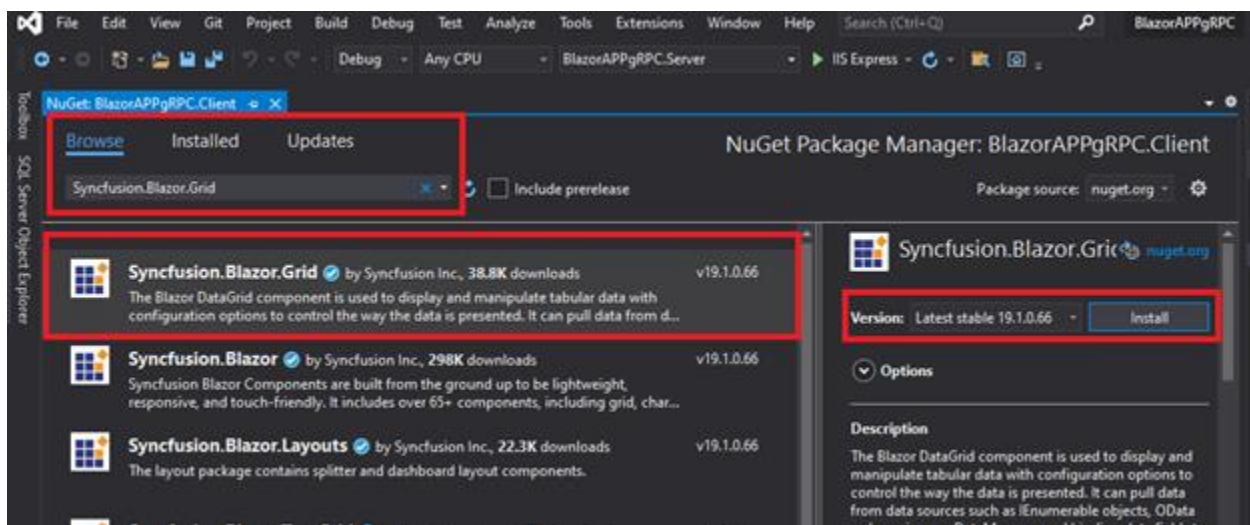 File Edit View Git Project Build Debug Test Analyze Tools Extensions Window Help Search (Ctrl+Q) BlazorAPPgRPC
Debug Any CPU BlazorAPPgRPC.Server IIS Express
Toolbox
SQL Server Object Explorer
NuGet: BlazorAPPgRPC.Client
Browse Installed Updates
NuGet Package Manager: BlazorAPPgRPC.Client
Syncfusion.Blazor.Grid
Include prerelease
Package source: nuget.org
Syncfusion.Blazor.Grid by Syncfusion Inc., 38.8K downloads v19.1.0.66
The Blazor DataGrid component is used to display and manipulate tabular data with
configuration options to control the way the data is presented. It can pull data from d...
Syncfusion.Blazor by Syncfusion Inc., 298K downloads v19.1.0.66
Syncfusion Blazor Components are built from the ground up to be lightweight,
responsive, and touch-friendly. It includes over 65+ components, including grid, char...
Syncfusion.Blazor.Layouts by Syncfusion Inc., 22.3K downloads v19.1.0.66
The layout package contains splitter and dashboard layout components.
Syncfusion.Blazor.Gric nuget.org
Version: Latest stable 19.1.0.66 Install
Options
Description
The Blazor DataGrid component is used to display and
manipulate tabular data with configuration options to
control the way the data is presented. It can pull data
from data sources such as IEnumerable objects, OData